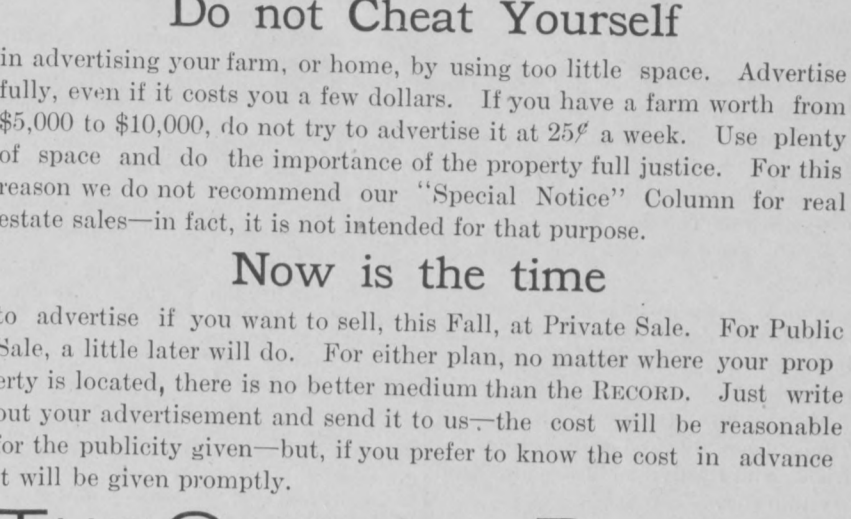 Do not Cheat Yourself
in advertising your farm, or home, by using too little space. Advertise
fully, even if it costs you a few dollars. If you have a farm worth from
$5,000 to $10,000, do not try to advertise it at 25¢ a week. Use plenty
of space and do the importance of the property full justice. For this
reason we do not recommend our “Special Notice” Column for real
estate sales—in fact, it is not intended for that purpose.
Now is the time
to advertise if you want to sell, this Fall, at Private Sale. For Public
Sale, a little later will do. For either plan, no matter where your prop
erty is located, there is no better medium than the RECORD. Just write
out your advertisement and send it to us—the cost will be reasonable
for the publicity given—but, if you prefer to know the cost in advance
t will be given promptly.